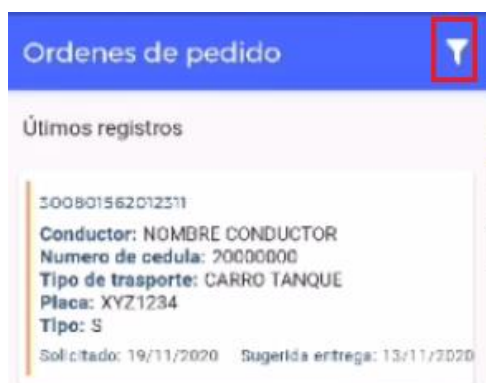 Ordenes de pedido
Útimos registros
300801562012311
Conductor: NOMBRE CONDUCTOR
Numero de cedula: 20000000
Tipo de trasporte: CARRO TANQUE
Placa: XYZ1234
Tipo: S
Solicitado: 19/11/2020 Sugerida entrega: 13/11/2020